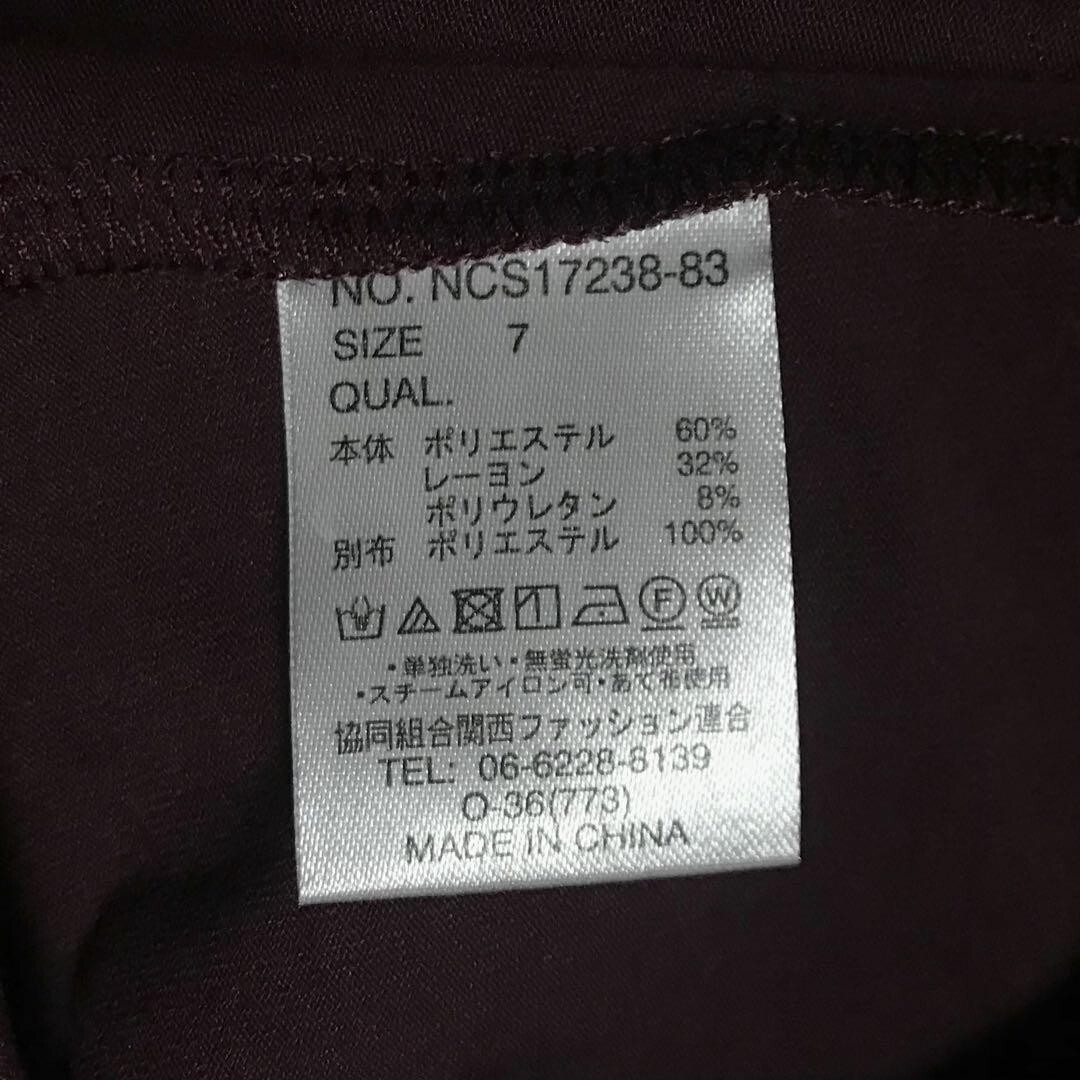 NO. NCS17238-83
SIZE 7
QUAL.
本体 ポリエステル 60%
レーヨン 32%
ポリウレタン 8%
別布 ポリエステル 100%
F W
・単独洗い・無蛍光洗剤使用
・スチームアイロン可・あて布使用
協同組合関西ファッション連合
TEL: 06-6228-8139
O-36(773)
MADE IN CHINA